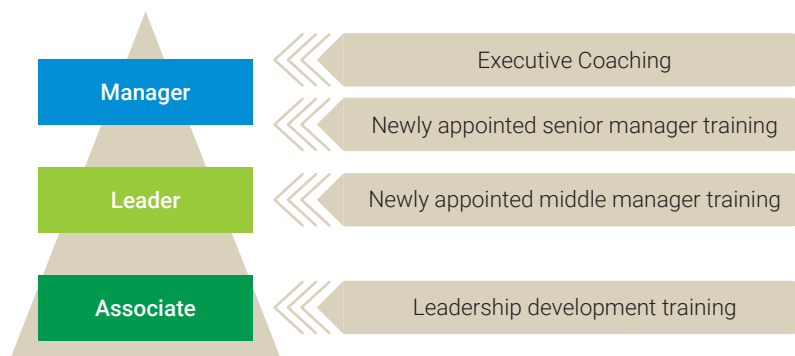 Executive Coaching
Manager
Newly appointed senior manager training
Leader
Newly appointed middle manager training
Associate
Leadership development training